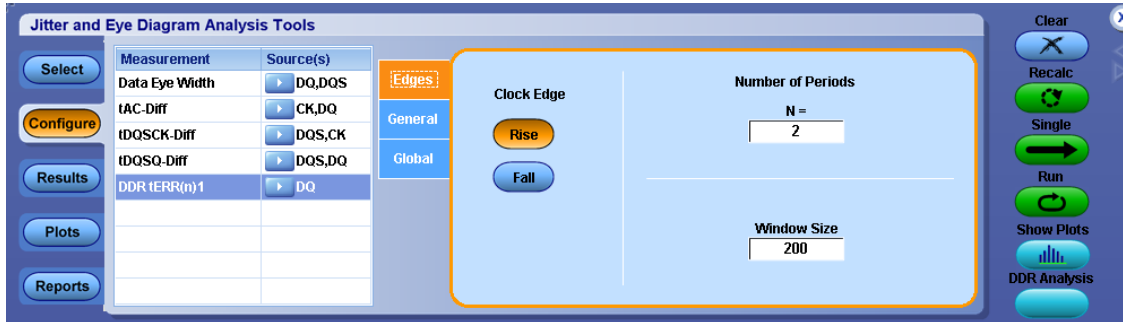 Jitter and Eye Diagram Analysis Tools
Select
Configure
Results
Plots
Reports
Measurement Source(s)
Data Eye Width DQ,DQS
tAC-Diff CK,DQ
tDQSCK-Diff DQS,CK
tDQSQ-Diff DQS,DQ
DDR tERR(n)1 DQ
Edges
General
Global
Clock Edge
Rise
Fall
Number of Periods
N =
2
Window Size
200
Clear
Recalc
Single
Run
Show Plots
DDR Analysis